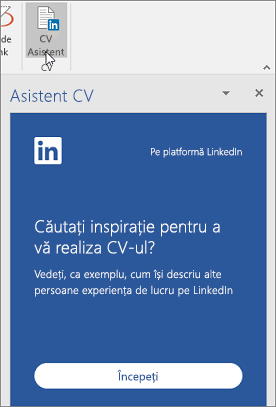 de
nk
CV
Asistent
CV
Asistent CV
in
Pe platformă LinkedIn
Căutați inspirație pentru a
vă realiza CV-ul?
Vedeți, ca exemplu, cum își descriu alte
persoane experiența de lucru pe LinkedIn
Începeți